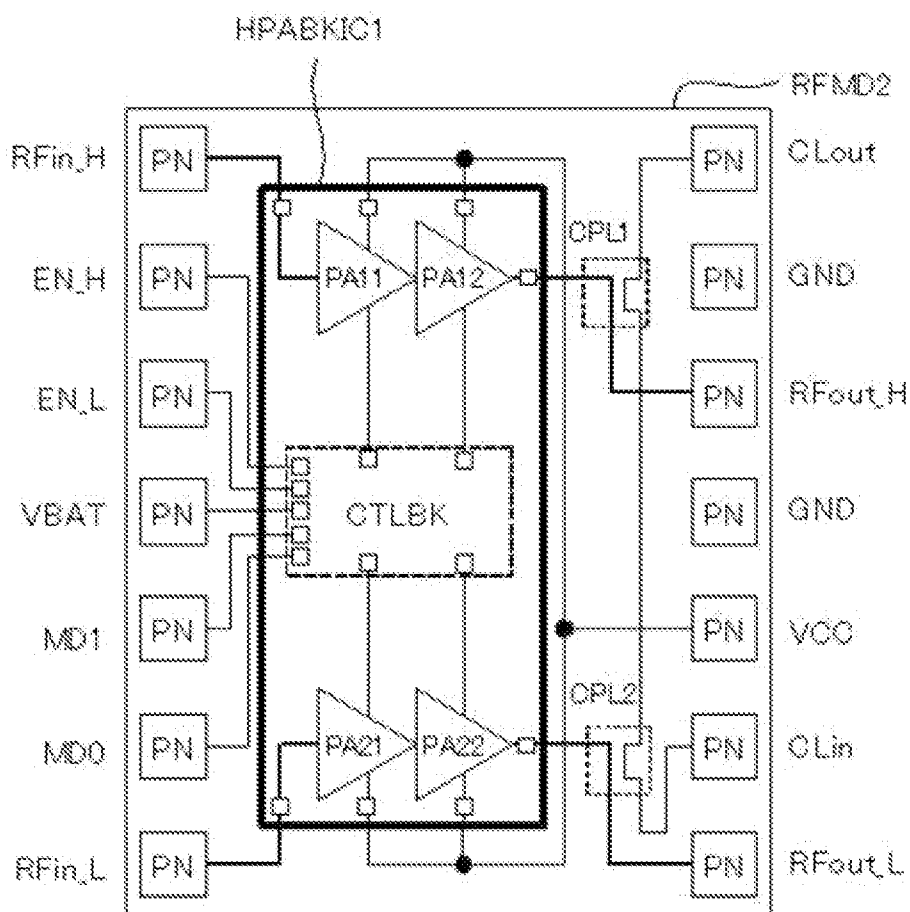 HPABKIC1
RFMD2
RFin_H PN PN CLout
PA11 PA12 CPL1
EN_H PN PN GND
EN_L PN PN RFout_H
VBAT PN CTLBK PN GND
MD1 PN PN VCC
CPL2
MD0 PN PA21 PA22 PN CLin
RFin_L PN PN RFout_L